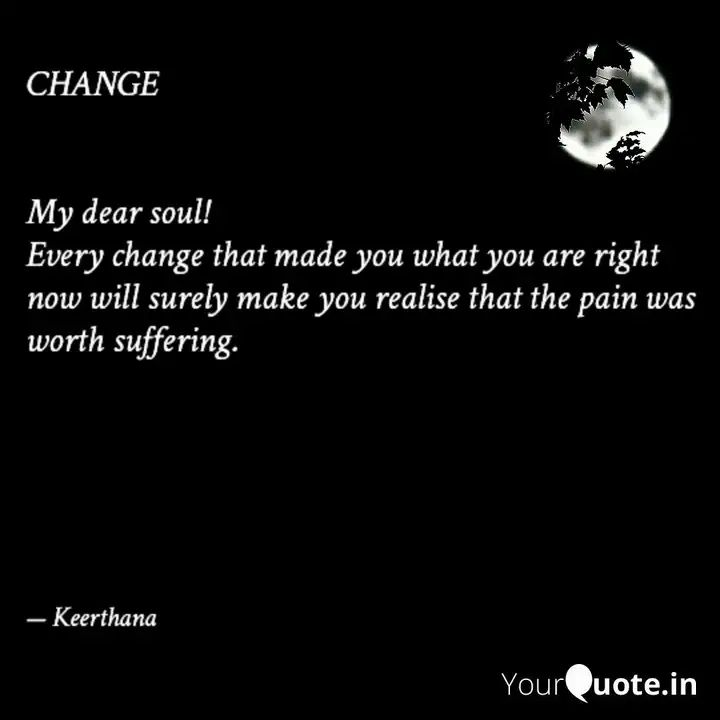 CHANGE
My dear soul!
Every change that made you what you are right
now will surely make you realise that the pain was
worth suffering.
— Keerthana
YourQuote.in